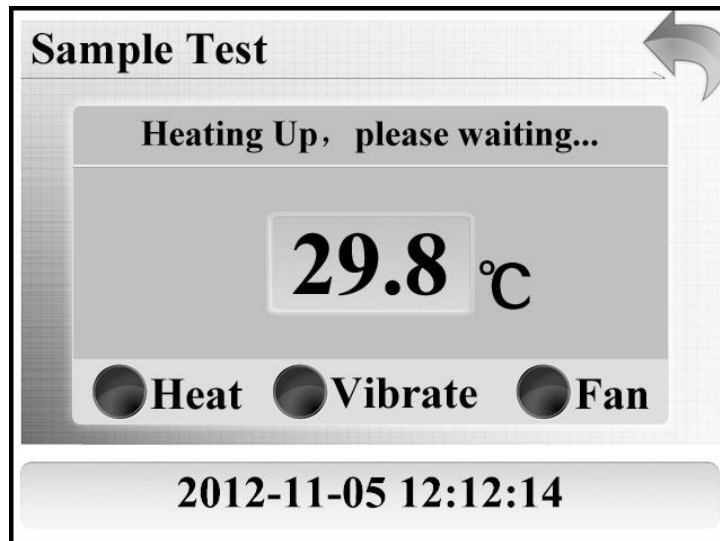 Sample Test
Heating Up，please waiting...
29.8 ℃
Heat Vibrate Fan
2012-11-05 12:12:14